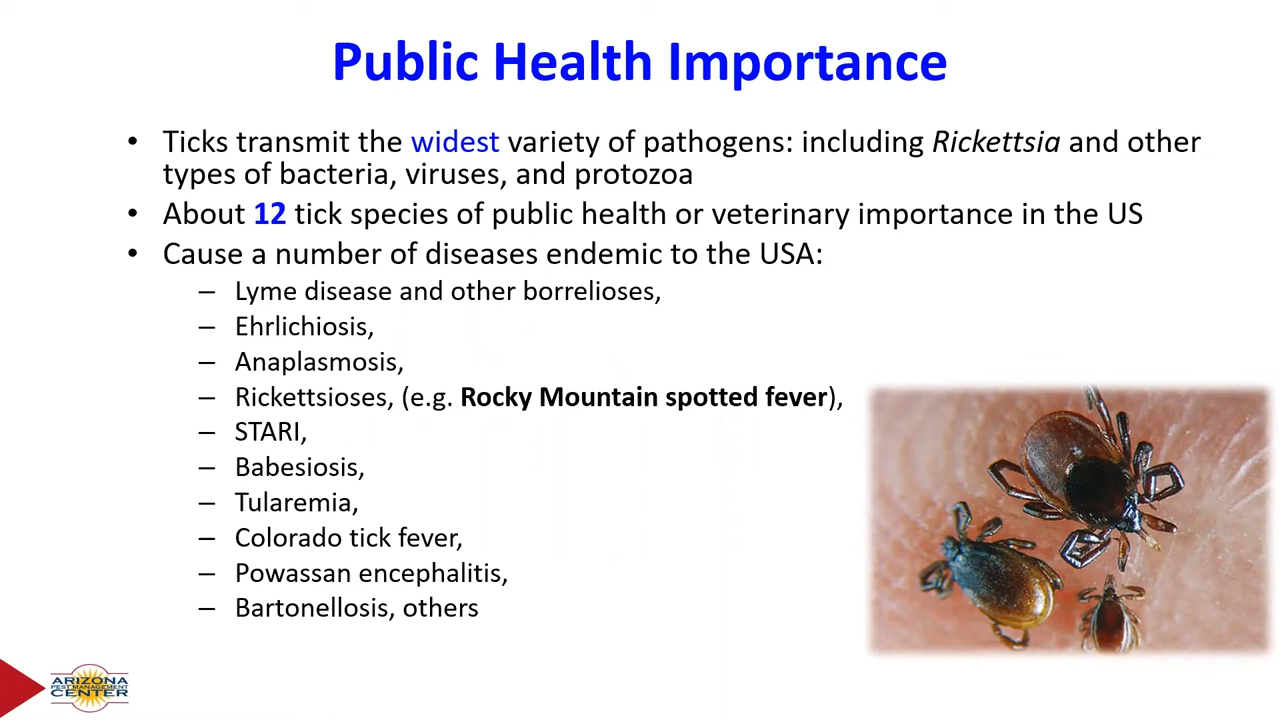 Public Health Importance
• Ticks transmit the widest variety of pathogens: including Rickettsia and other
types of bacteria, viruses, and protozoa
• About 12 tick species of public health or veterinary importance in the US
• Cause a number of diseases endemic to the USA:
– Lyme disease and other borrelioses,
– Ehrlichiosis,
– Anaplasmosis,
– Rickettsioses, (e.g. Rocky Mountain spotted fever),
– STARI,
– Babesiosis,
– Tularemia,
– Colorado tick fever,
– Powassan encephalitis,
– Bartonellosis, others
ARIZONA
PEST MANAGEMENT
CENTER